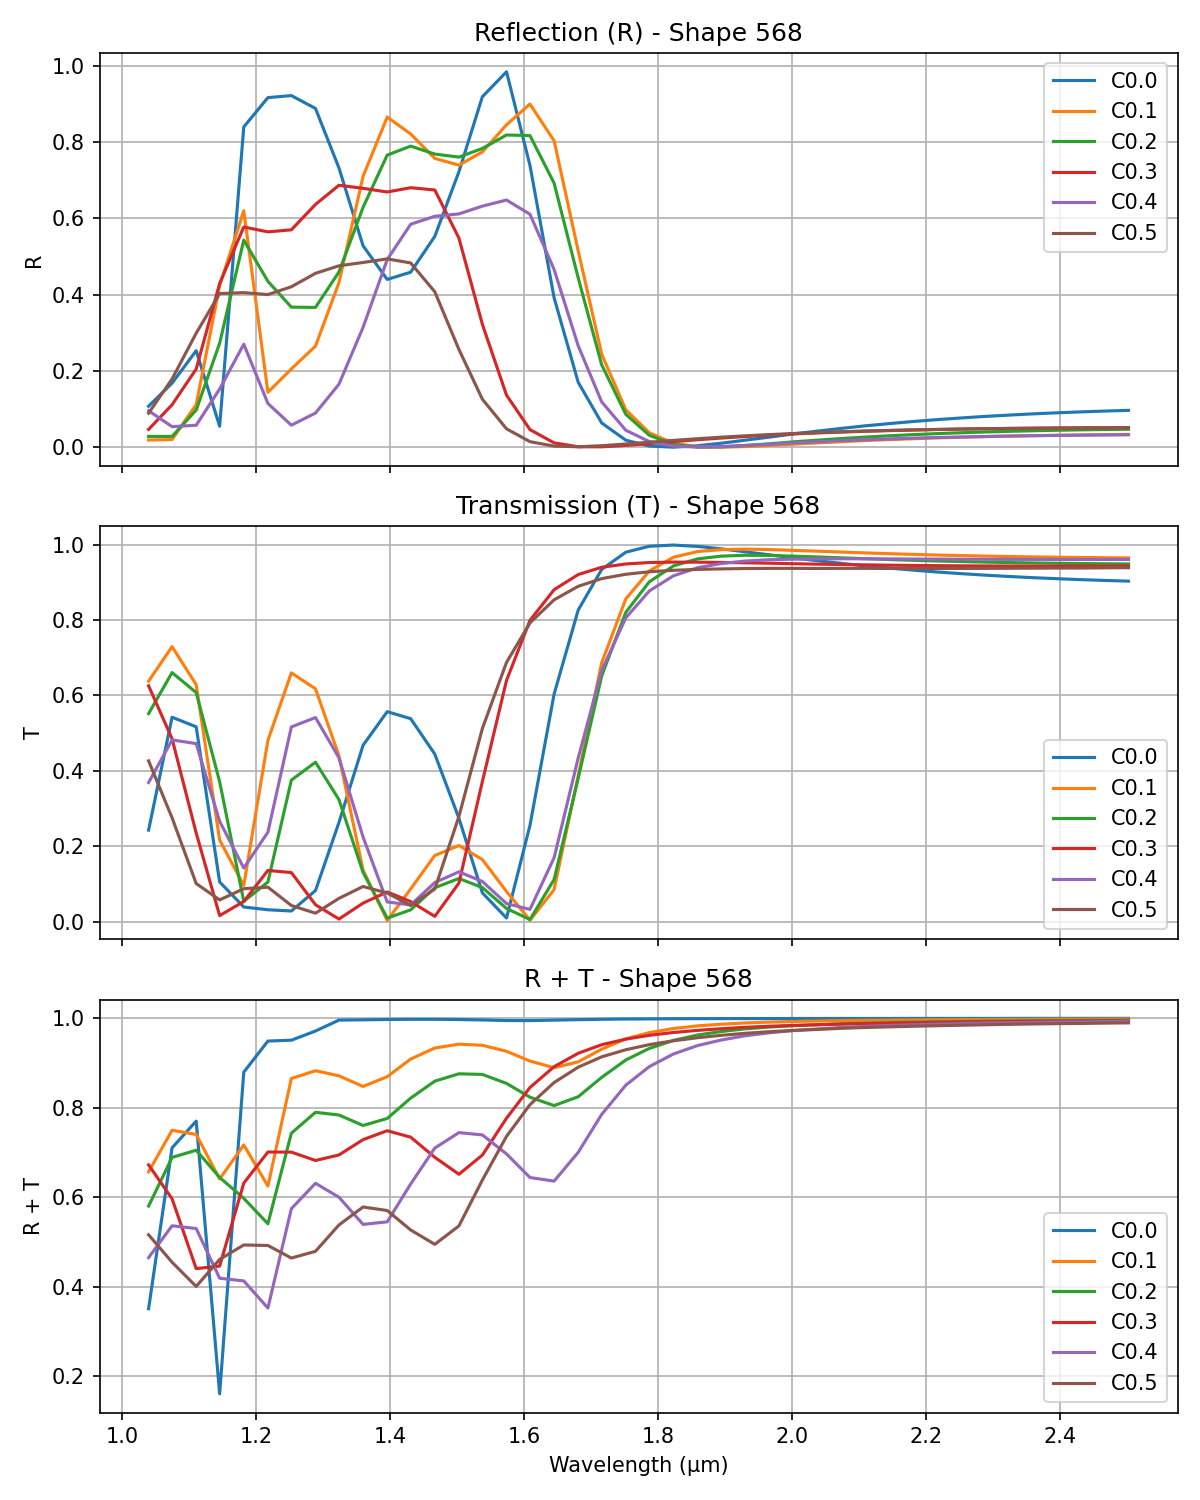 Reflection (R) - Shape 568
1.0
0.8
0.6
0.4
0.2
0.0
R
C0.0
C0.1
C0.2
C0.3
C0.4
C0.5
Transmission (T) - Shape 568
1.0
0.8
0.6
0.4
0.2
0.0
T
C0.0
C0.1
C0.2
C0.3
C0.4
C0.5
R + T - Shape 568
1.0
0.8
0.6
0.4
0.2
R + T
C0.0
C0.1
C0.2
C0.3
C0.4
C0.5
1.0 1.2 1.4 1.6 1.8 2.0 2.2 2.4
Wavelength (μm)